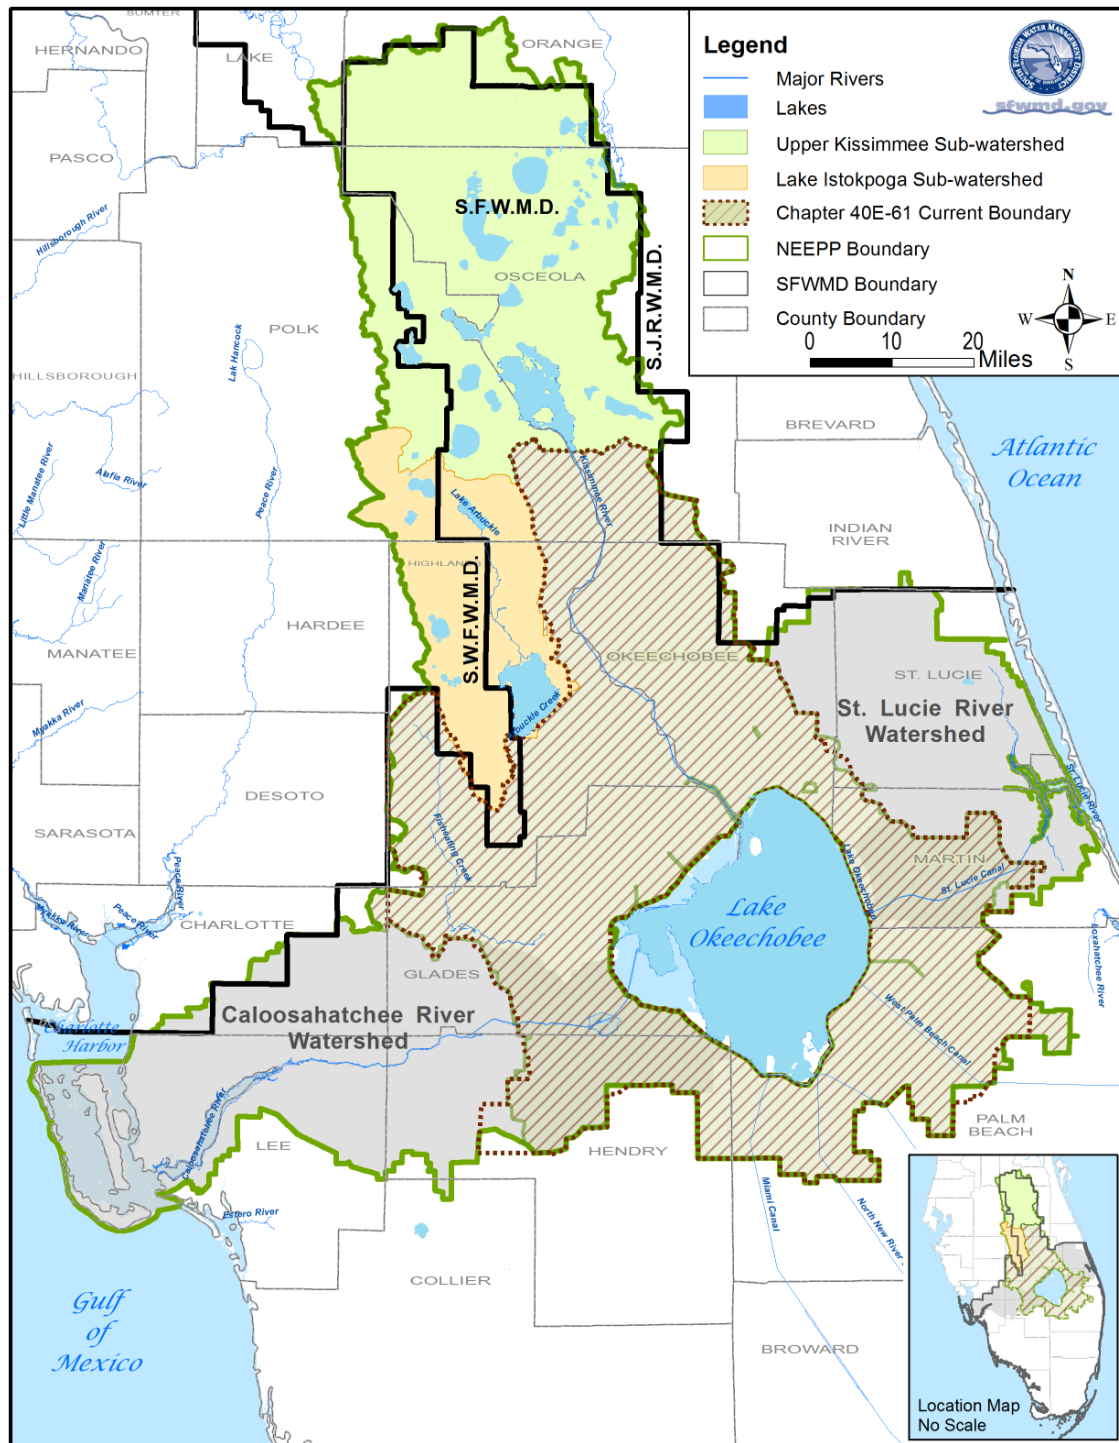 HERNANDO
SUMTER
LAKE
ORANGE
PASCO
Legend
Major Rivers
Lakes
Upper Kissimmee Sub-watershed
Lake Istokpoga Sub-watershed
Chapter 40E-61 Current Boundary
NEEPP Boundary
SFWMD Boundary
County Boundary
0 10 20
Miles
SOUTH FLORIDA WATER MANAGEMENT DISTRICT
sfwmd.gov
N
W
E
S
Hillsborough River
S.F.W.M.D.
OSCEOLA
S.J.R.W.M.D.
POLK
Lak Hancock
HILLSBOROUGH
BREVARD
Atlantic
Ocean
Little Manatee River
Alafia River
Peace River
Kissimmee River
Lake Arbuckle
INDIAN
RIVER
Manatee River
HIGHLANDS
S.W.F.W.M.D.
HARDEE
MANATEE
OKEECHOBEE
ST. LUCIE
Myakka River
Arbuckle Creek
St. Lucie River
Watershed
St. Lucie River
DESOTO
SARASOTA
Fisheating Creek
Lake Okeechobee
MARTIN
St. Lucie Canal
Peace River
Myakka River
Peace River
CHARLOTTE
Lake
Okeechobee
Loxahatchee River
GLADES
Caloosahatchee River
Watershed
West Palm Beach Canal
Charlotte
Harbor
Caloosahatchee River
LEE
HENDRY
PALM
BEACH
Miami Canal
North New River
Estero River
COLLIER
BROWARD
Gulf
of
Mexico
Location Map
No Scale